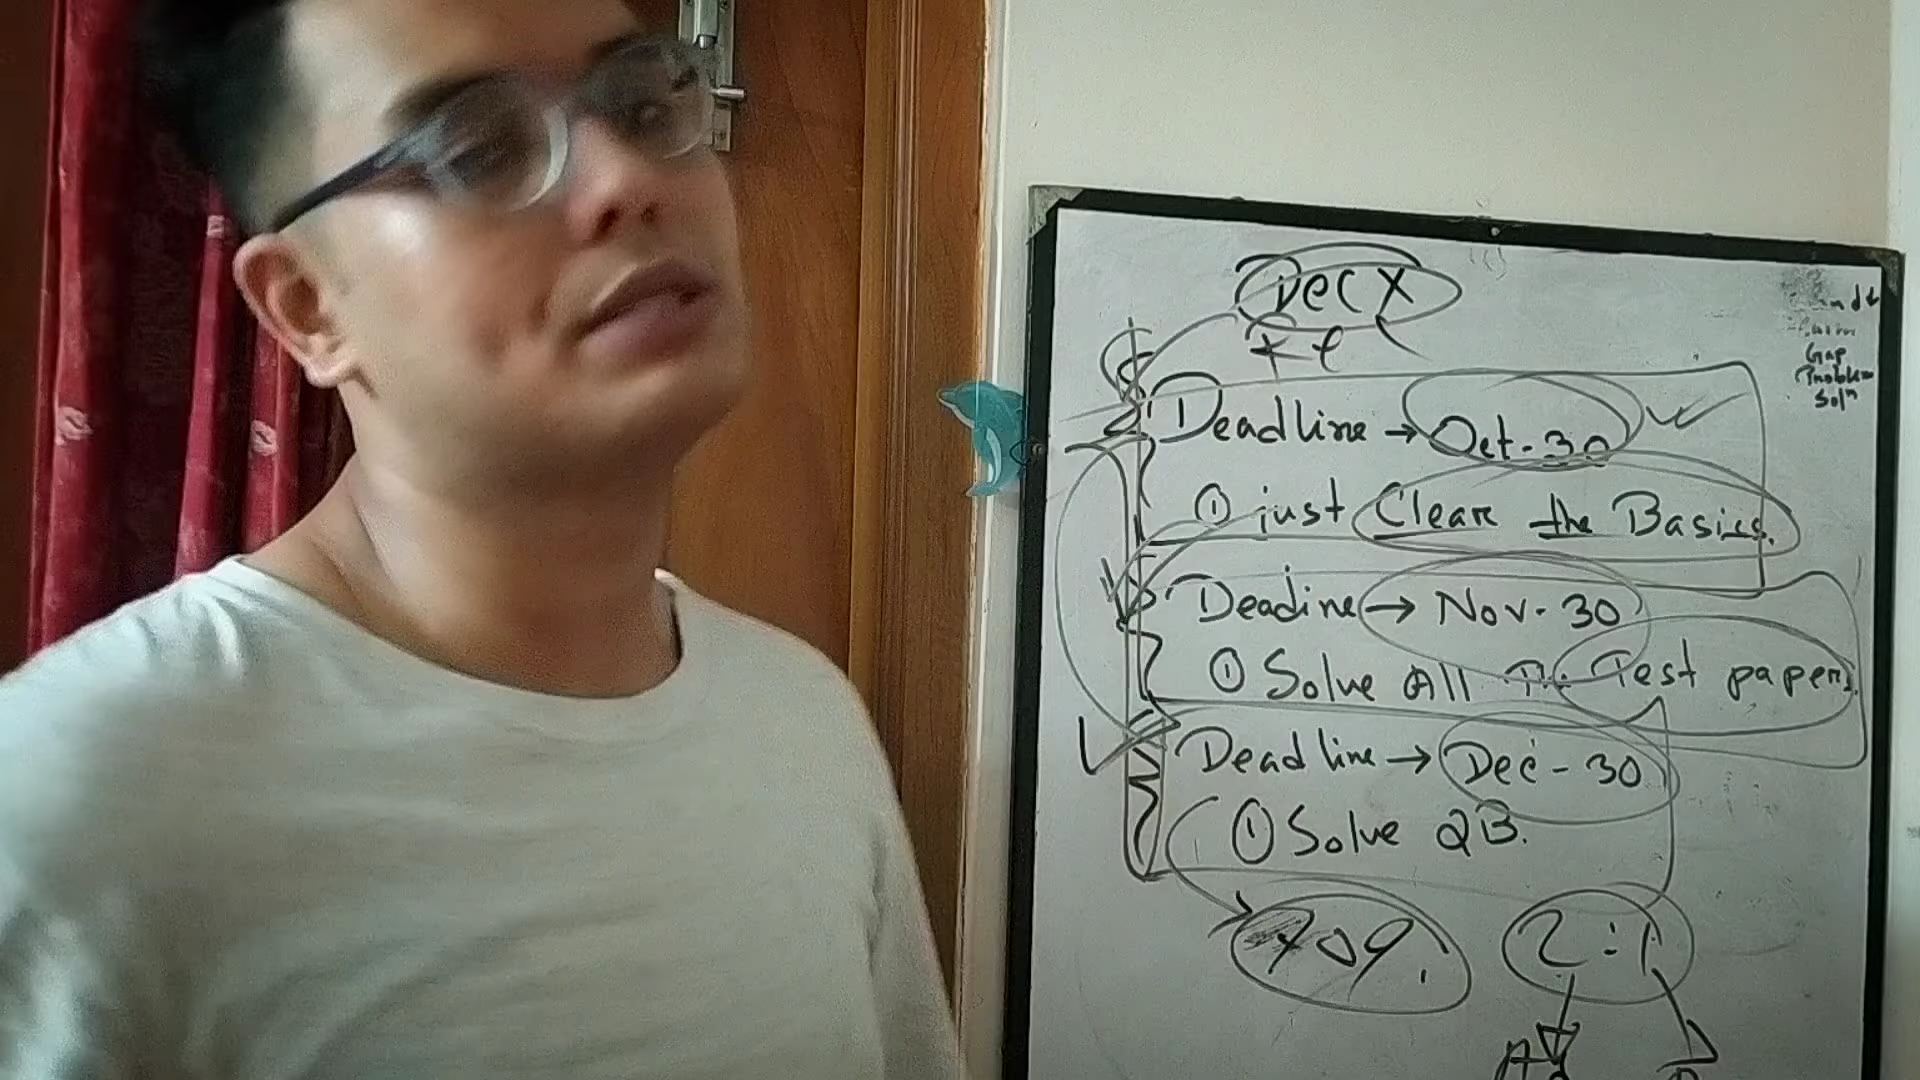 Dec X
Deadline → Oct-30
① just Clear the Basics.
Deadine → Nov-30
① Solve All The Test papers
Deadline → Dec-30
① Solve QB.
2:1
Gap
Problem
Soln